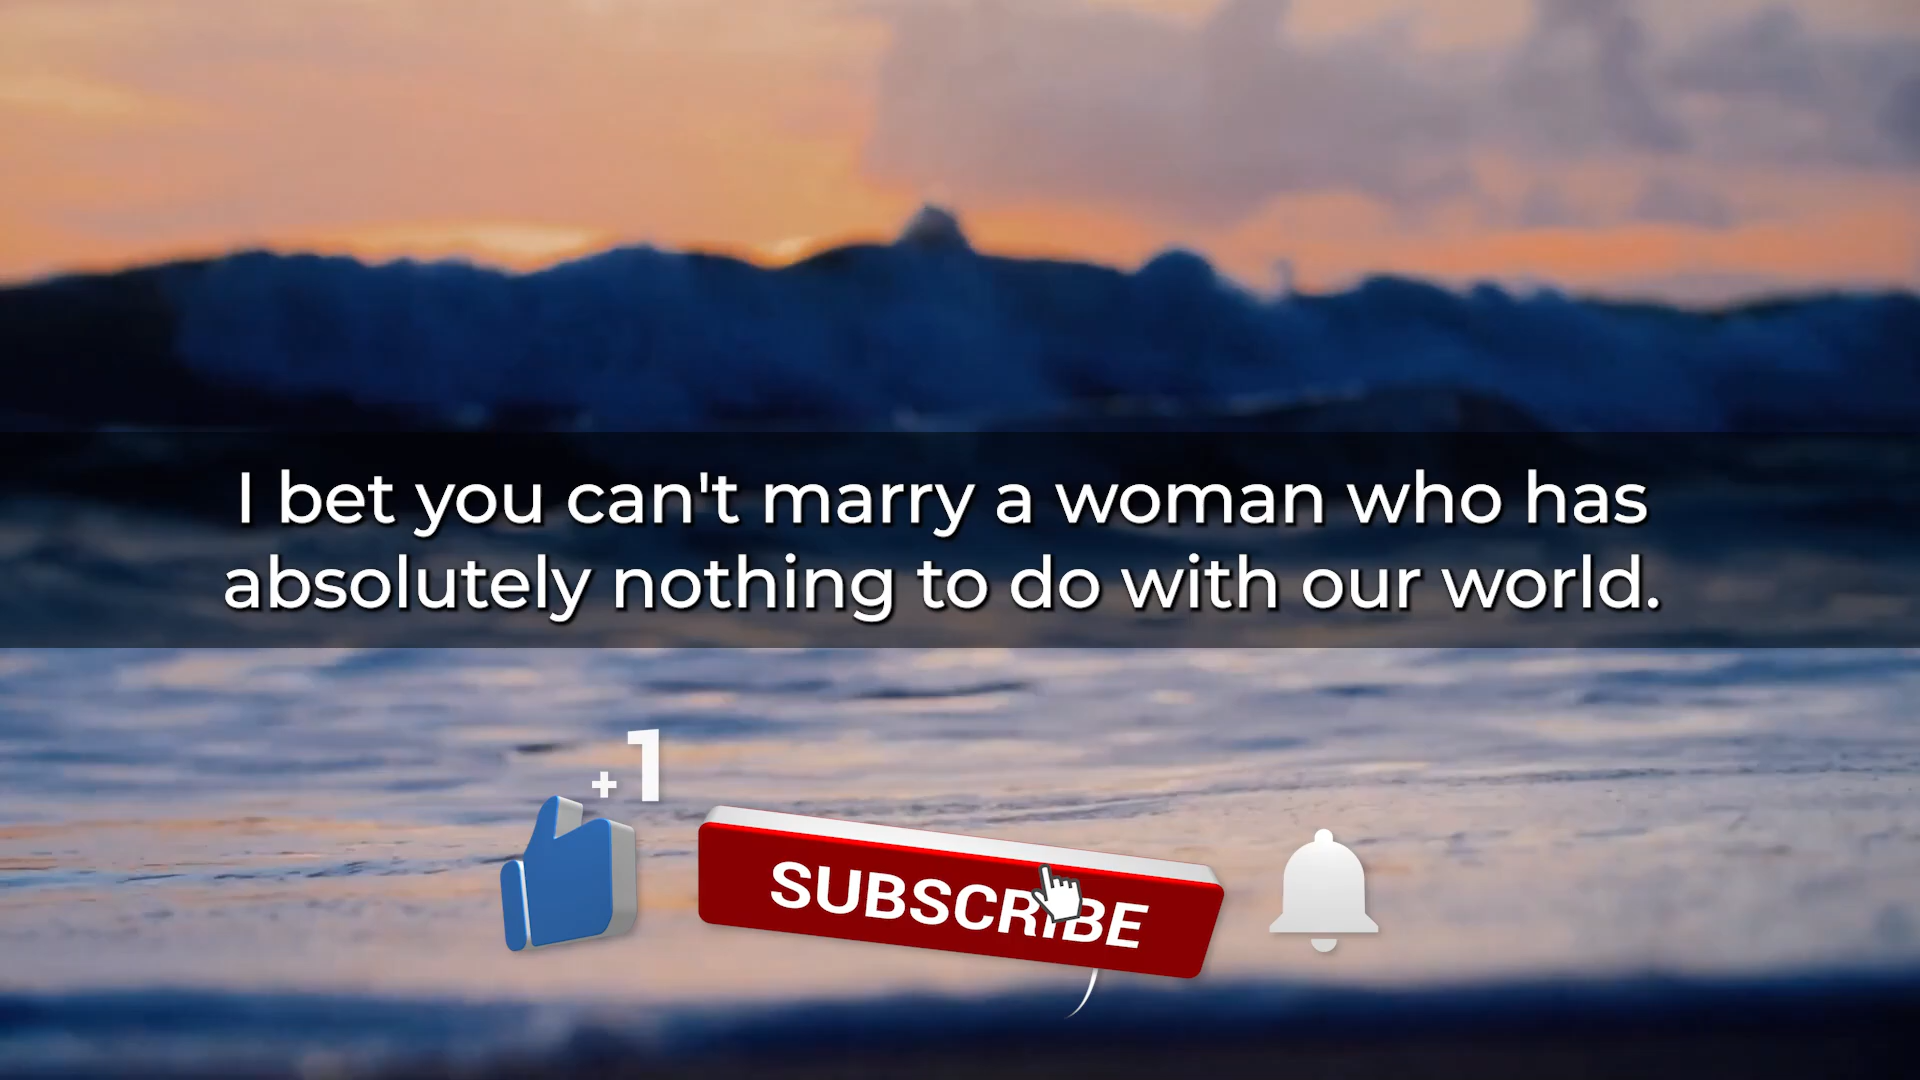 I bet you can't marry a woman who has
absolutely nothing to do with our world.
+1
SUBSCRIBE